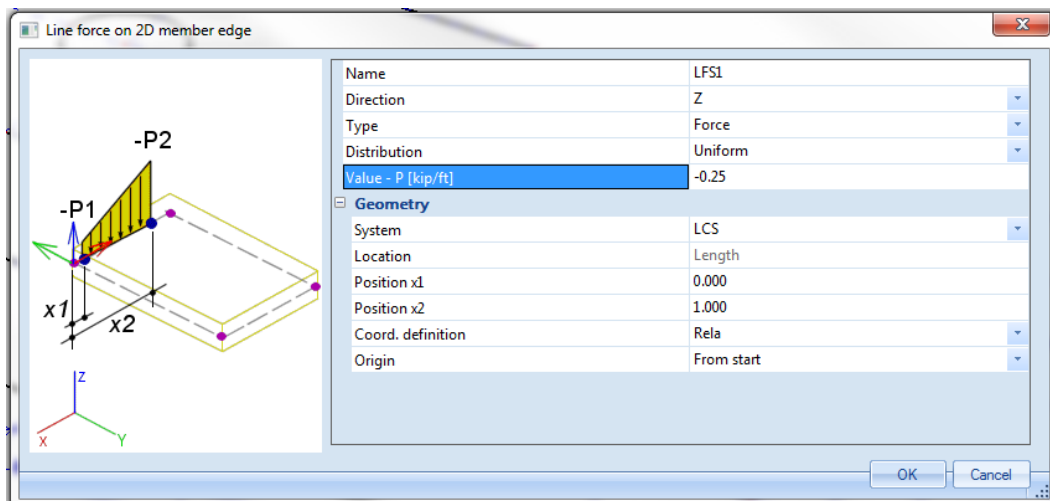 Line force on 2D member edge
-P2
-P1
x1
x2
Z
X
Y
Name LFS1
Direction Z
Type Force
Distribution Uniform
Value - P [kip/ft] -0.25
Geometry
System LCS
Location Length
Position x1 0.000
Position x2 1.000
Coord. definition Rela
Origin From start
OK Cancel